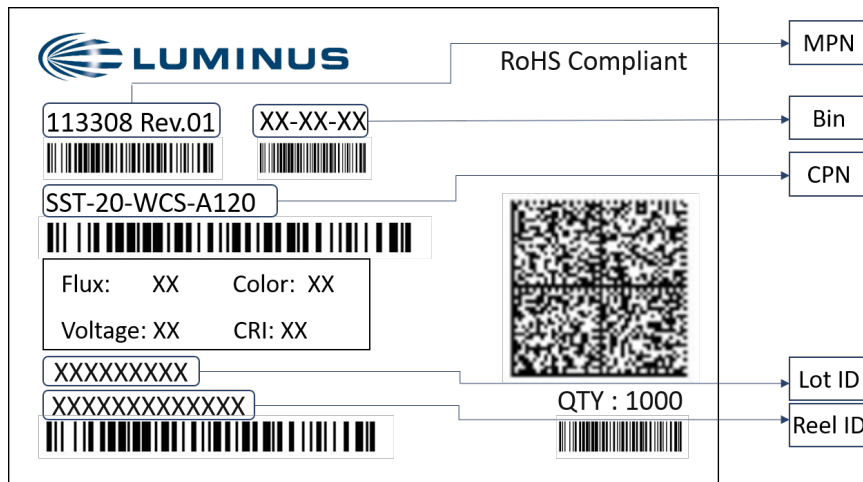 LUMINUS
RoHS Compliant
MPN
113308 Rev.01
XX-XX-XX
Bin
SST-20-WCS-A120
CPN
Flux: XX Color: XX
Voltage: XX CRI: XX
XXXXXXXXX
Lot ID
XXXXXXXXXXXXX
QTY : 1000
Reel ID